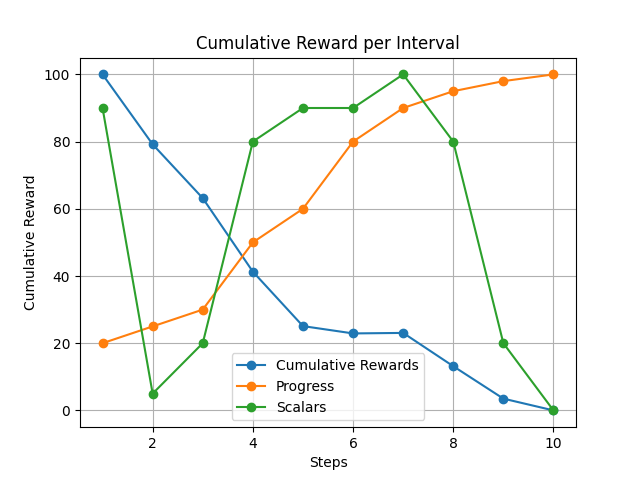 Cumulative Reward per Interval
100
80
60
40
20
0
Cumulative Reward
Cumulative Rewards
Progress
Scalars
2 4 6 8 10
Steps